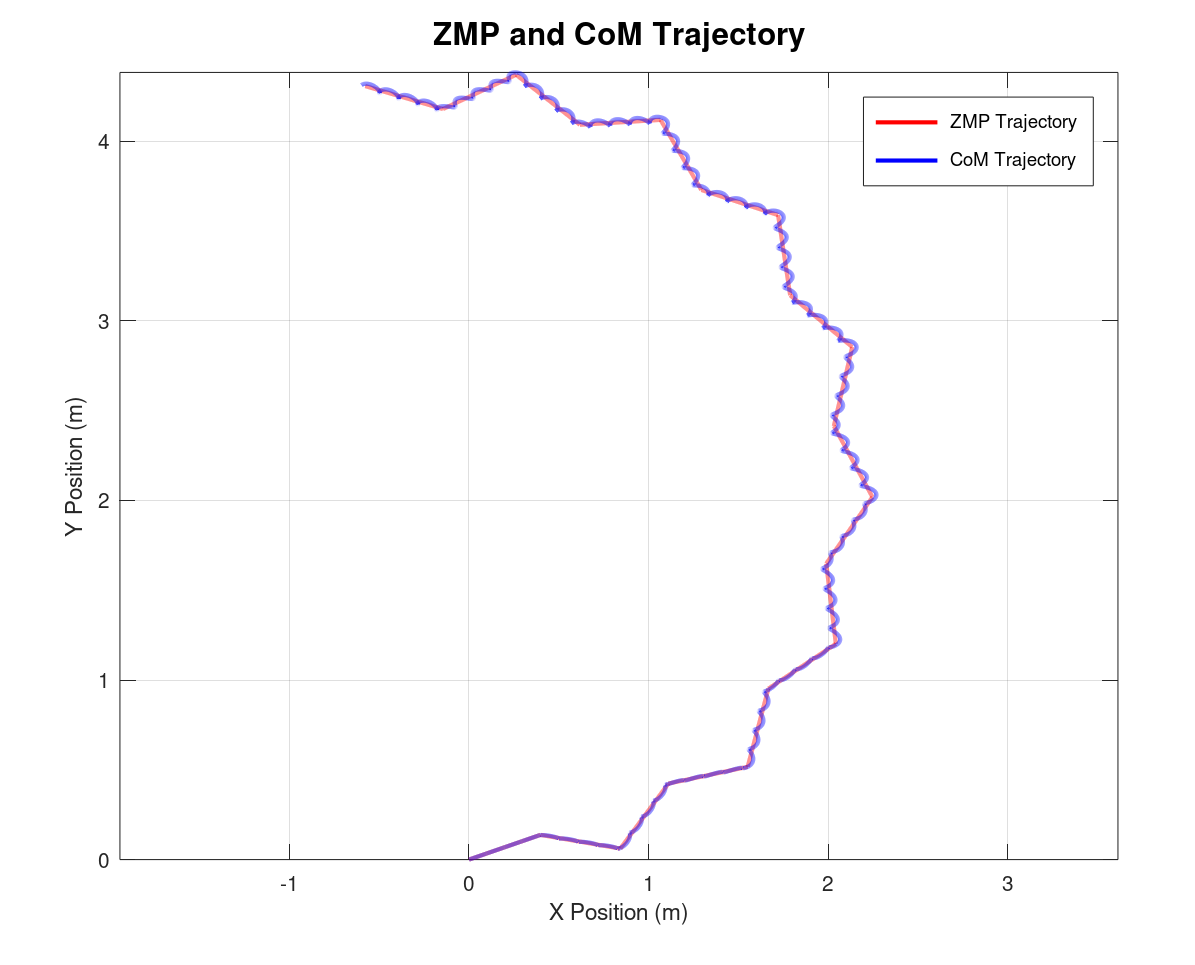 ZMP and CoM Trajectory
ZMP Trajectory
CoM Trajectory
4
3
2
1
0
Y Position (m)
-1
0
1
2
3
X Position (m)